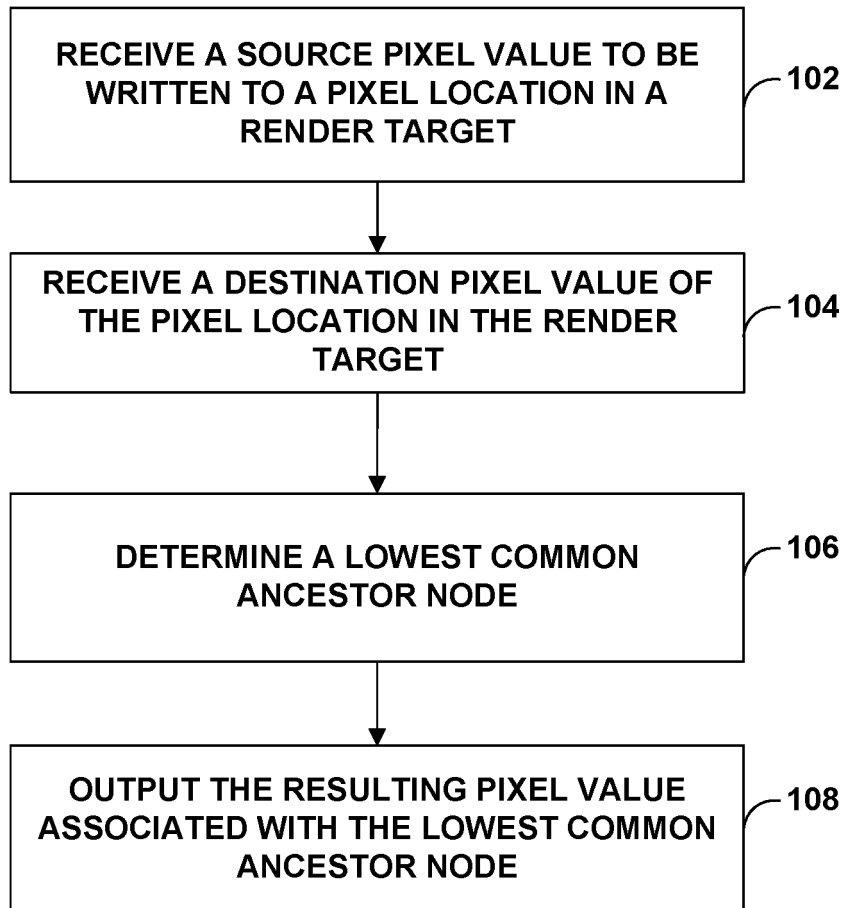 RECEIVE A SOURCE PIXEL VALUE TO BE
WRITTEN TO A PIXEL LOCATION IN A
RENDER TARGET
102
RECEIVE A DESTINATION PIXEL VALUE OF
THE PIXEL LOCATION IN THE RENDER
TARGET
104
DETERMINE A LOWEST COMMON
ANCESTOR NODE
106
OUTPUT THE RESULTING PIXEL VALUE
ASSOCIATED WITH THE LOWEST COMMON
ANCESTOR NODE
108